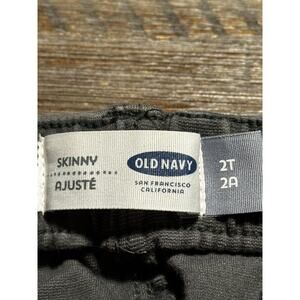 SKINNY
AJUSTÉ
OLD NAVY
SAN FRANCISCO
CALIFORNIA
2T
2A